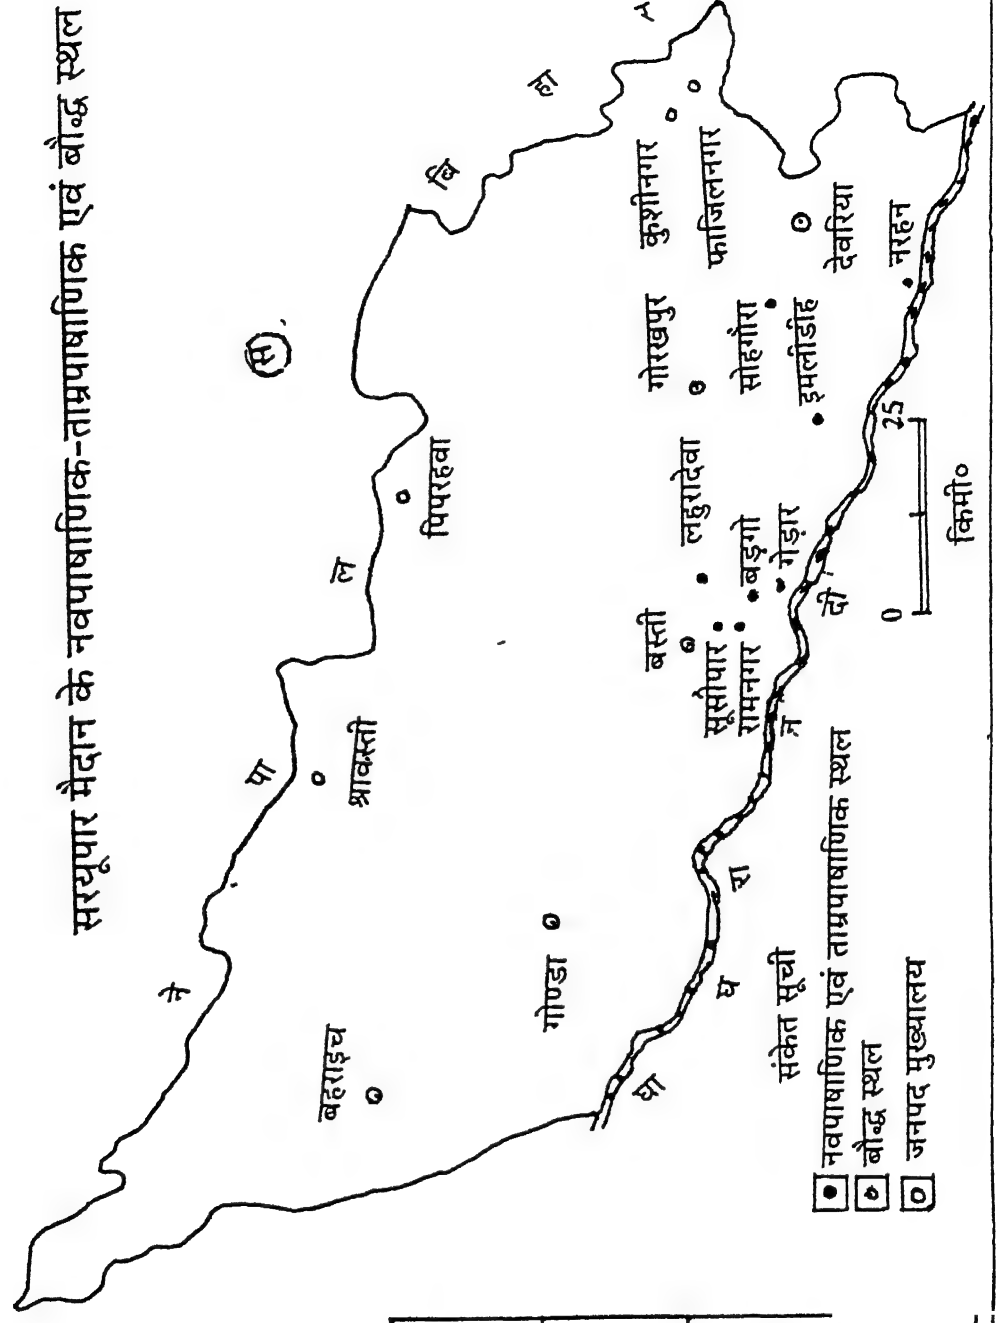 सरयूपार मैदान के नवपाषाणिक-ताम्रपाषाणिक एवं बौद्ध स्थल
स
ने पा ल
बि हा र
बहराइच
श्रावस्ती
पिपरहवा
गोण्डा
बस्ती
गोरखपुर
कुशीनगर
लहुरादेवा
फाजिलनगर
सूसीपार
रामनगर
बड़गो
सोहगौरा
गेड़ार
इमलीडीह
देवरिया
नरहन
घा घ रा न दी
0 25
किमी०
संकेत सूची
नवपाषाणिक एवं ताम्रपाषाणिक स्थल
बौद्ध स्थल
जनपद मुख्यालय